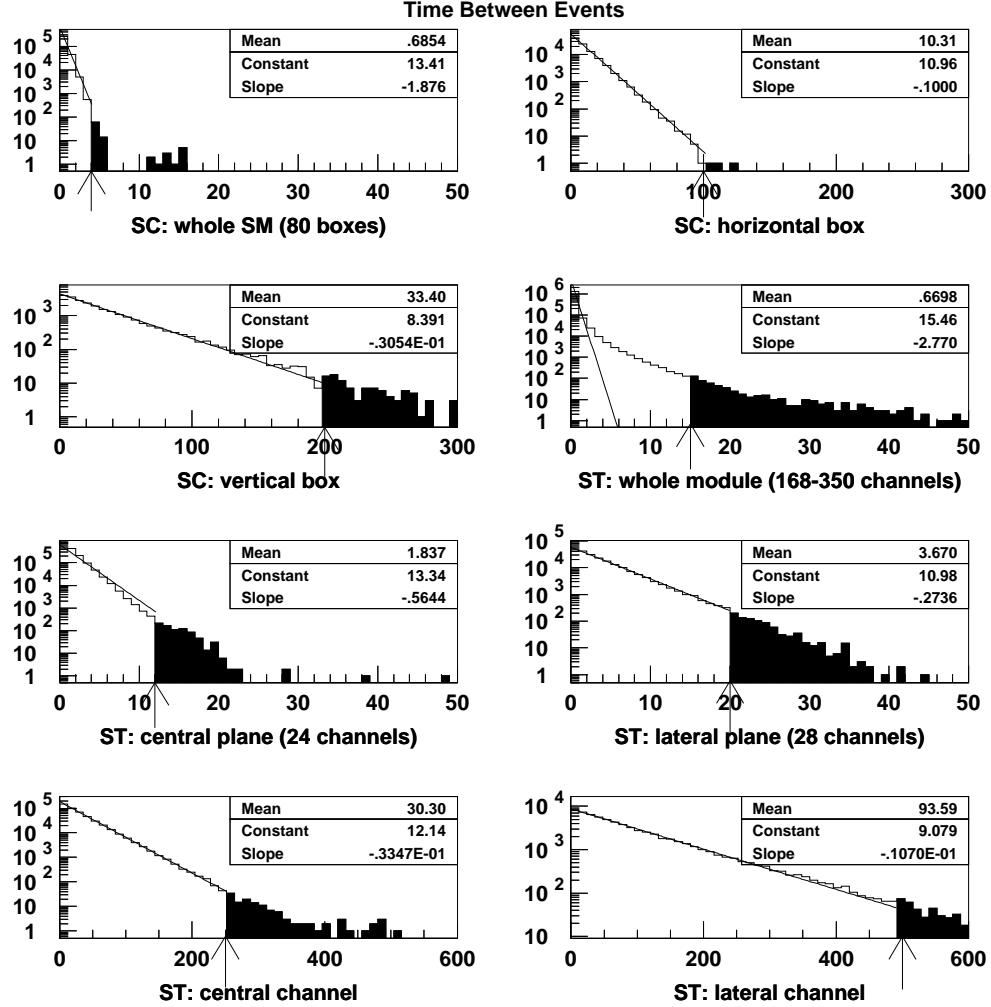 Time Between Events
10 5
10 4
10 3
10 2
10
1
Mean .6854
Constant 13.41
Slope -1.876
0 10 20 30 40 50
SC: whole SM (80 boxes)
10 4
10 3
10 2
10
1
Mean 10.31
Constant 10.96
Slope -.1000
0 100 200 300
SC: horizontal box
10 3
10 2
10
1
Mean 33.40
Constant 8.391
Slope -.3054E-01
0 100 200 300
SC: vertical box
10 6
10 5
10 4
10 3
10 2
10
1
Mean .6698
Constant 15.46
Slope -2.770
0 10 20 30 40 50
ST: whole module (168-350 channels)
10 5
10 4
10 3
10 2
10
1
Mean 1.837
Constant 13.34
Slope -.5644
0 10 20 30 40 50
ST: central plane (24 channels)
10 5
10 4
10 3
10 2
10
1
Mean 3.670
Constant 10.98
Slope -.2736
0 10 20 30 40 50
ST: lateral plane (28 channels)
10 5
10 4
10 3
10 2
10
1
Mean 30.30
Constant 12.14
Slope -.3347E-01
0 200 400 600
ST: central channel
10 4
10 3
10 2
10
Mean 93.59
Constant 9.079
Slope -.1070E-01
0 200 400 600
ST: lateral channel